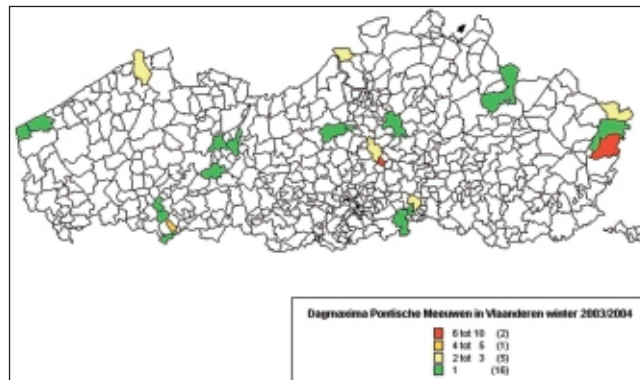 Dagmaxima Pontische Meeuwen in Vlaanderen winter 2003/2004
6 tot 10 (2)
4 tot 5 (1)
2 tot 3 (5)
1 (16)